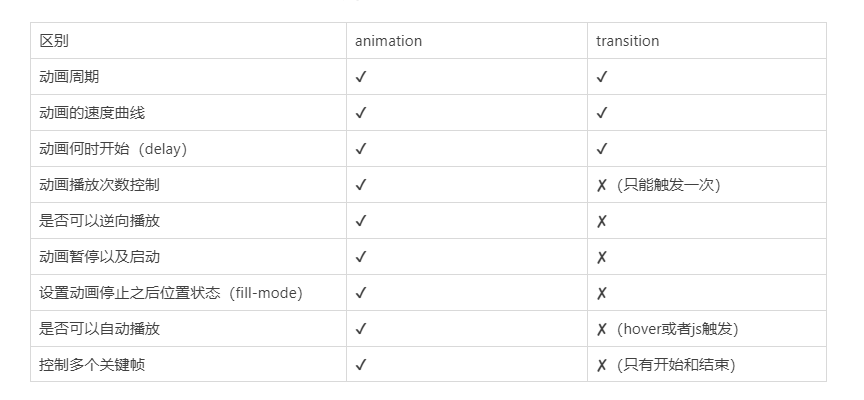 区别 animation transition
动画周期 ✓ ✓
动画的速度曲线 ✓ ✓
动画何时开始（delay） ✓ ✓
动画播放次数控制 ✓ ✗（只能触发一次）
是否可以逆向播放 ✓ ✗
动画暂停以及启动 ✓ ✗
设置动画停止之后位置状态（fill-mode） ✓ ✗
是否可以自动播放 ✓ ✗（hover或者js触发）
控制多个关键帧 ✓ ✗（只有开始和结束）